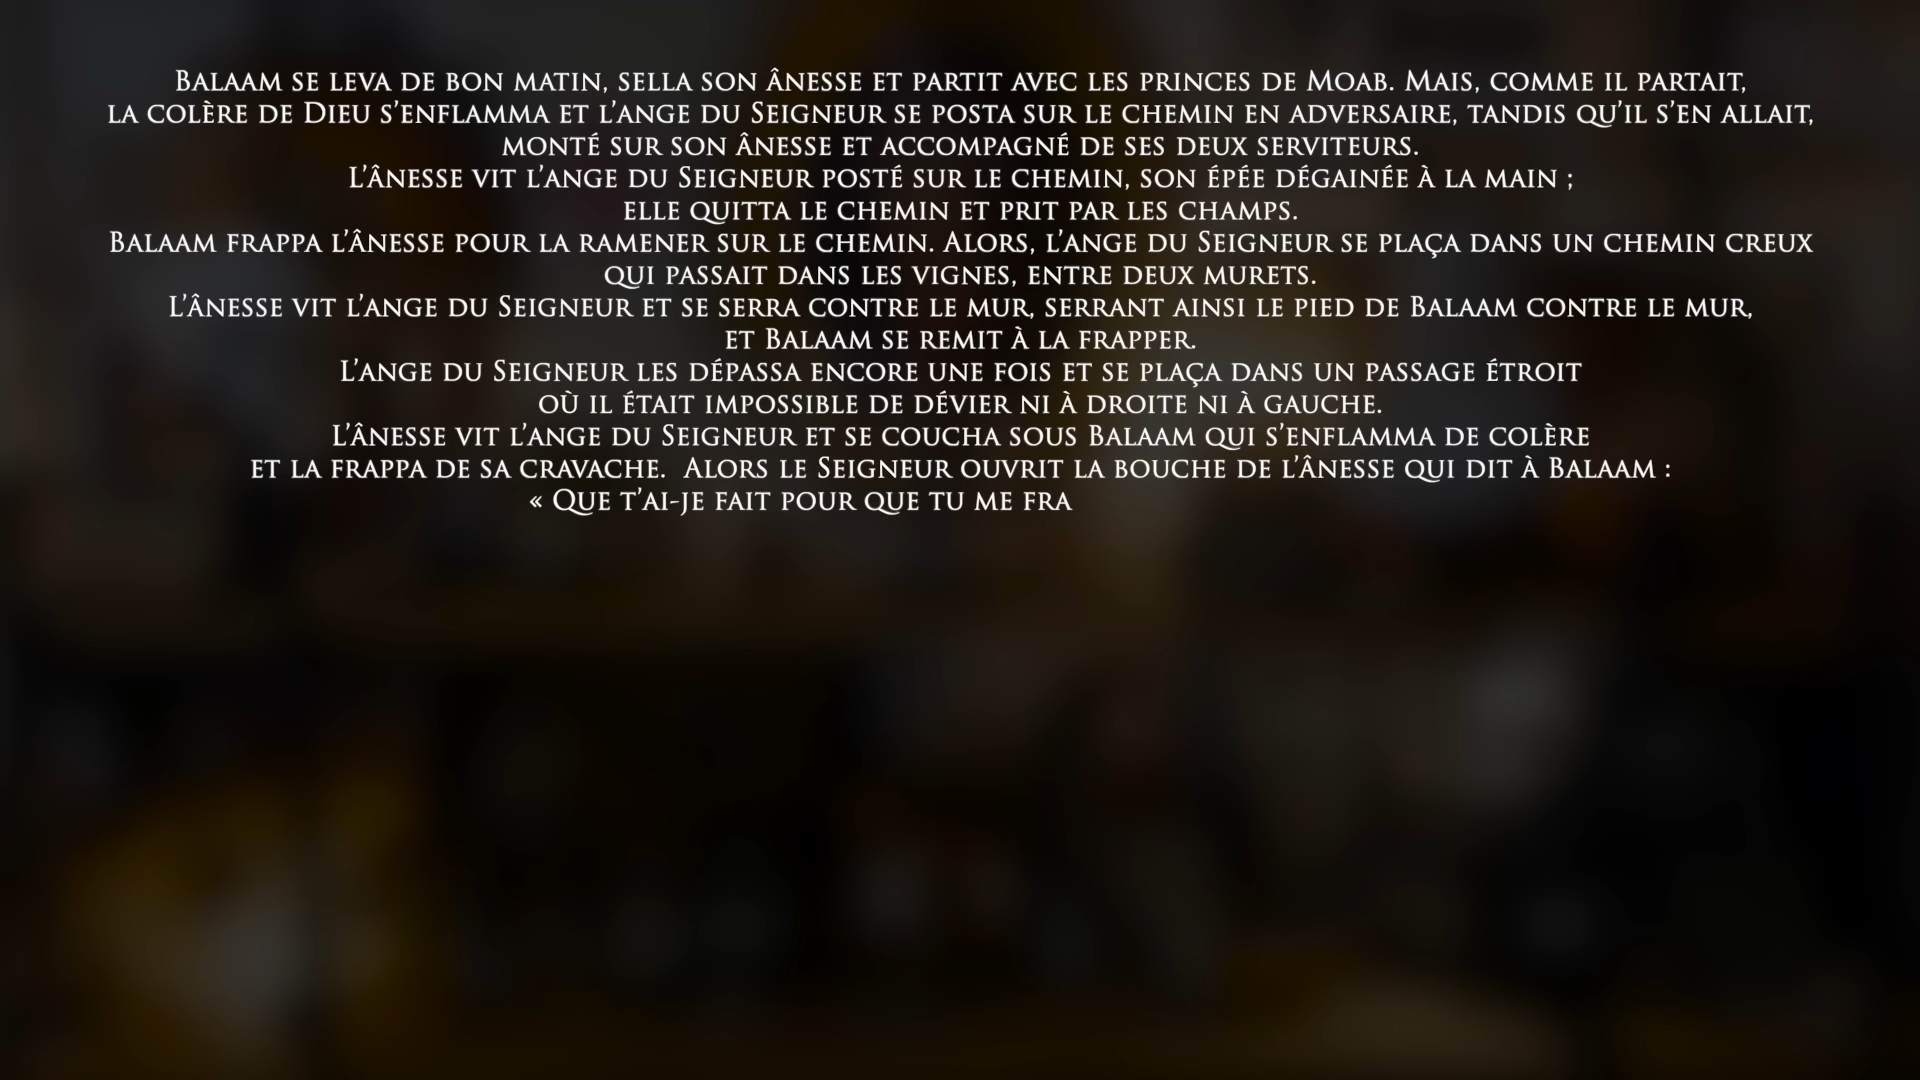 Balaam se leva de bon matin, sella son ânesse et partit avec les princes de Moab. Mais, comme il partait,
la colère de Dieu s’enflamma et l’ange du Seigneur se posta sur le chemin en adversaire, tandis qu’il s’en allait,
monté sur son ânesse et accompagné de ses deux serviteurs.
L’ânesse vit l’ange du Seigneur posté sur le chemin, son épée dégainée à la main ;
elle quitta le chemin et prit par les champs.
Balaam frappa l’ânesse pour la ramener sur le chemin. Alors, l’ange du Seigneur se plaça dans un chemin creux
qui passait dans les vignes, entre deux murets.
L’ânesse vit l’ange du Seigneur et se serra contre le mur, serrant ainsi le pied de Balaam contre le mur,
et Balaam se remit à la frapper.
L’ange du Seigneur les dépassa encore une fois et se plaça dans un passage étroit
où il était impossible de dévier ni à droite ni à gauche.
L’ânesse vit l’ange du Seigneur et se coucha sous Balaam qui s’enflamma de colère
et la frappa de sa cravache.  Alors le Seigneur ouvrit la bouche de l’ânesse qui dit à Balaam :
« Que t’ai-je fait pour que tu me fra